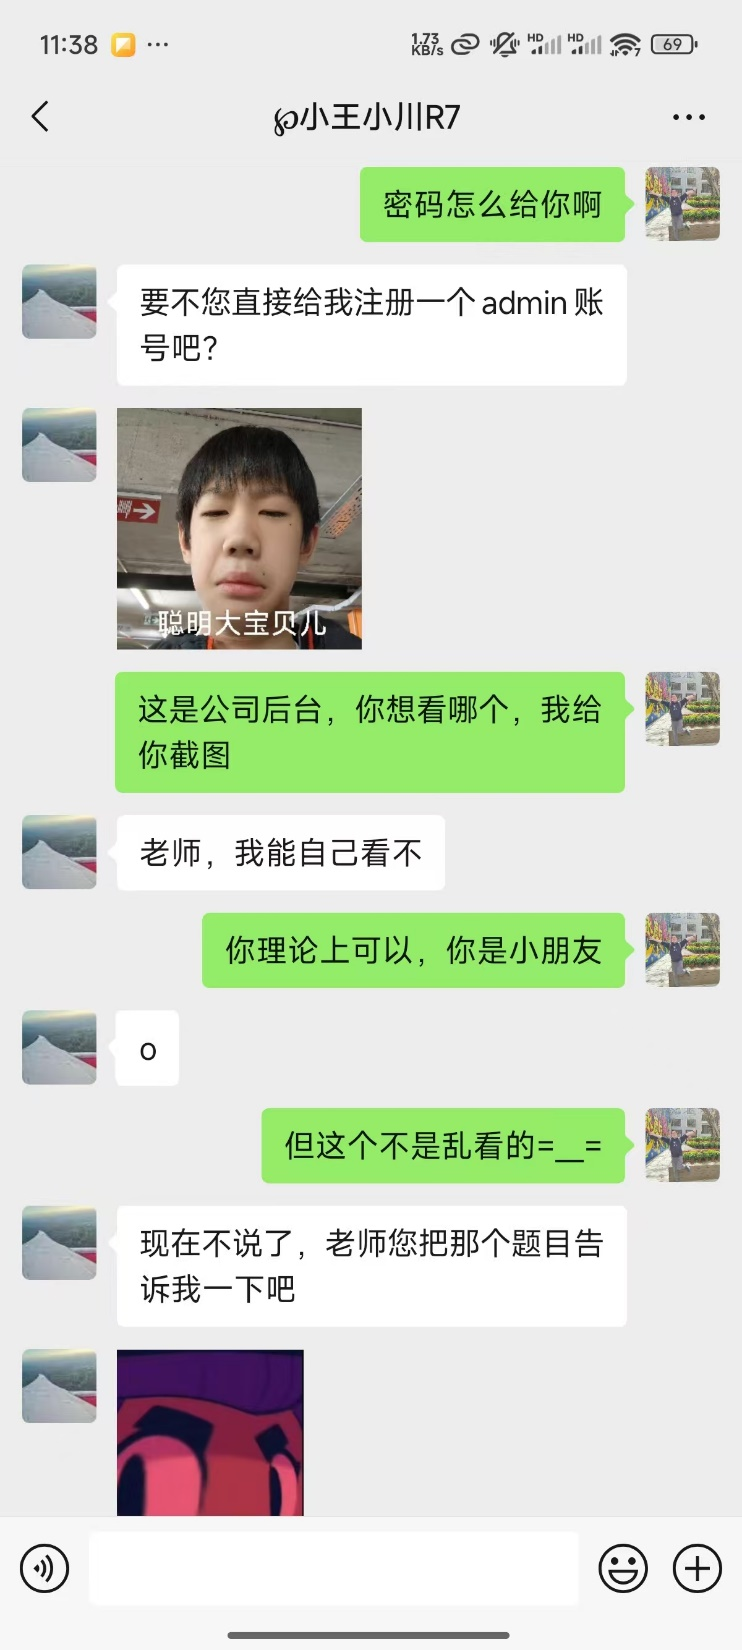 11:38
1.73
KB/s
HD
HD
7
69
小王小川R7
密码怎么给你啊
要不您直接给我注册一个admin账
号吧？
聪明大宝贝儿
这是公司后台，你想看哪个，我给
你截图
老师，我能自己看不
你理论上可以，你是小朋友
o
但这个不是乱看的=__=
现在不说了，老师您把那个题目告
诉我一下吧